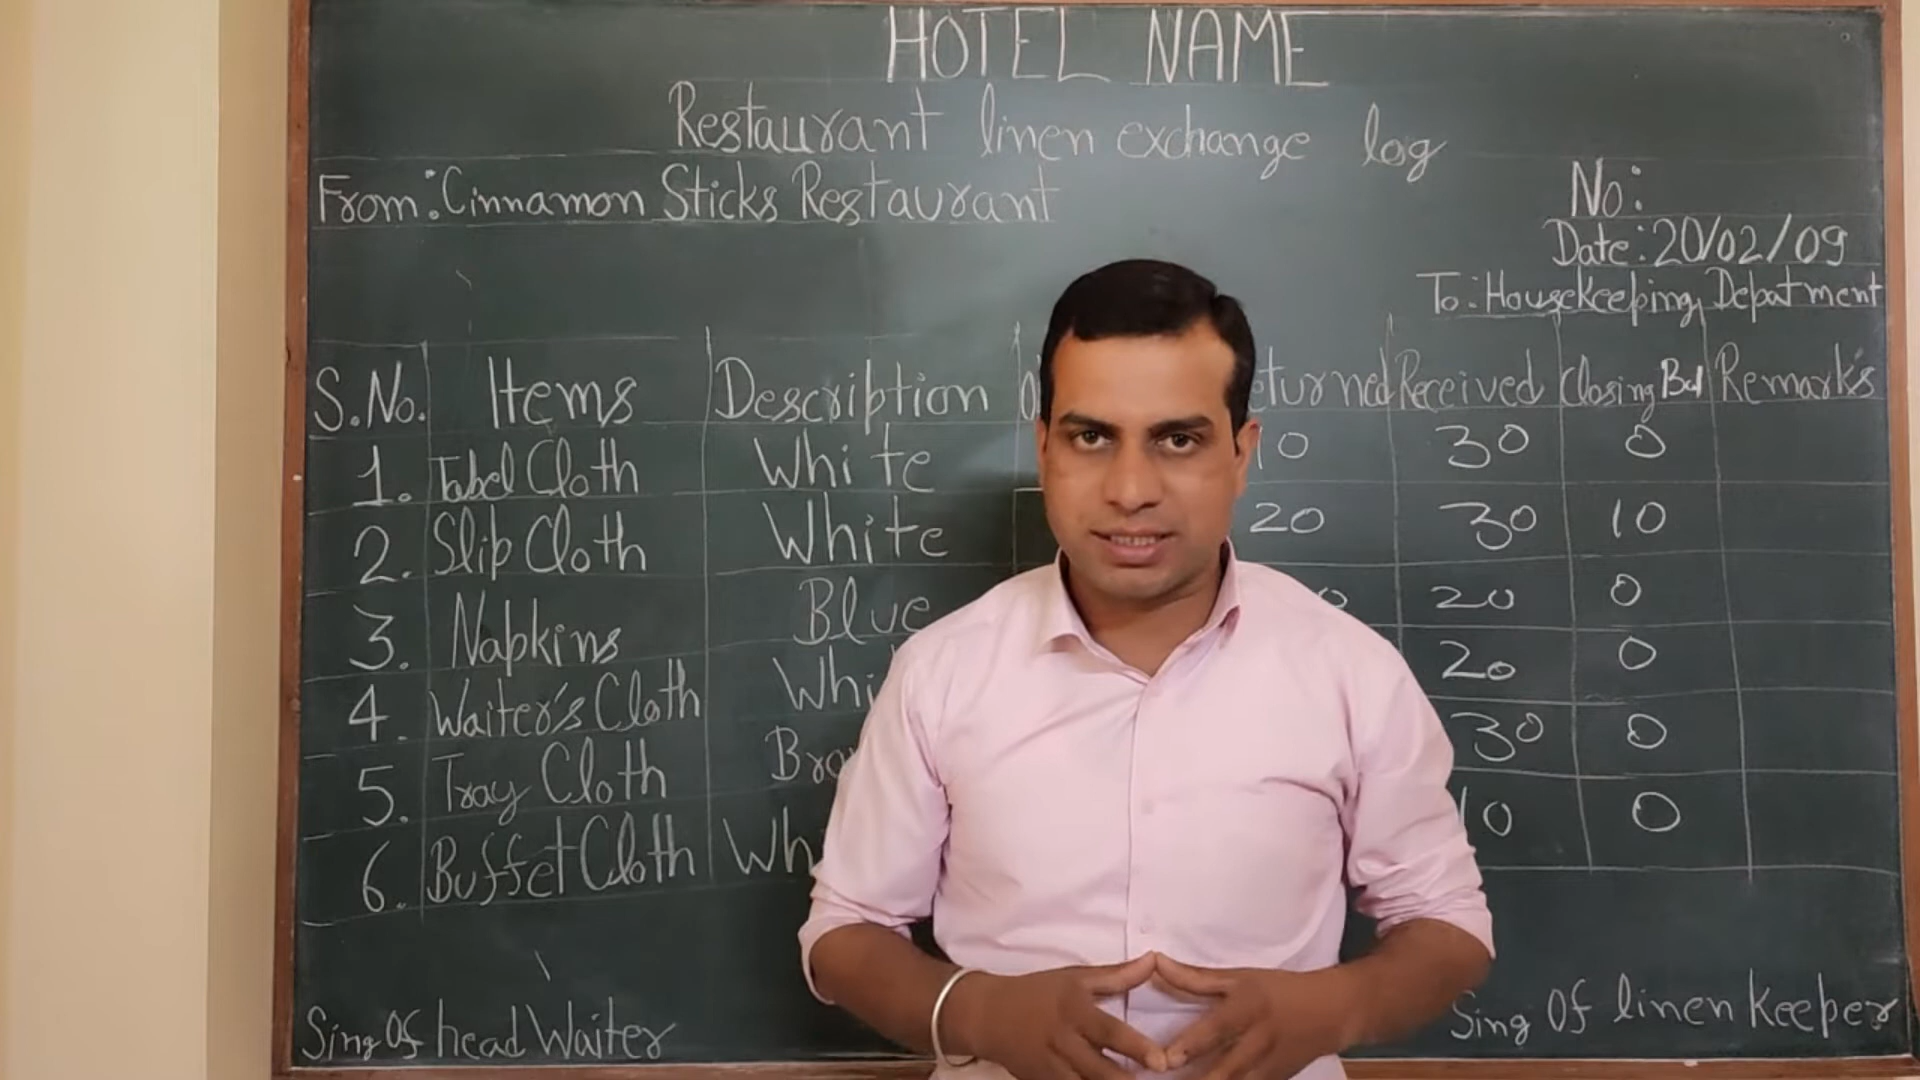 HOTEL NAME
Restaurant linen exchange log
From: Cinnamon Sticks Restaurant
No:
Date: 20/02/09
To: Housekeeping Depatment
S.No. Items Description Received Closing Bal Remarks
1. Tabel Cloth White 10 30 0
2. Slip Cloth White 20 30 10
3. Napkins Blue 20 0
4. Waiter's Cloth 20 0
5. Tray Cloth 30 0
6. Buffet Cloth 10 0
Sing Of head Waiter
Sing Of linen Keeper